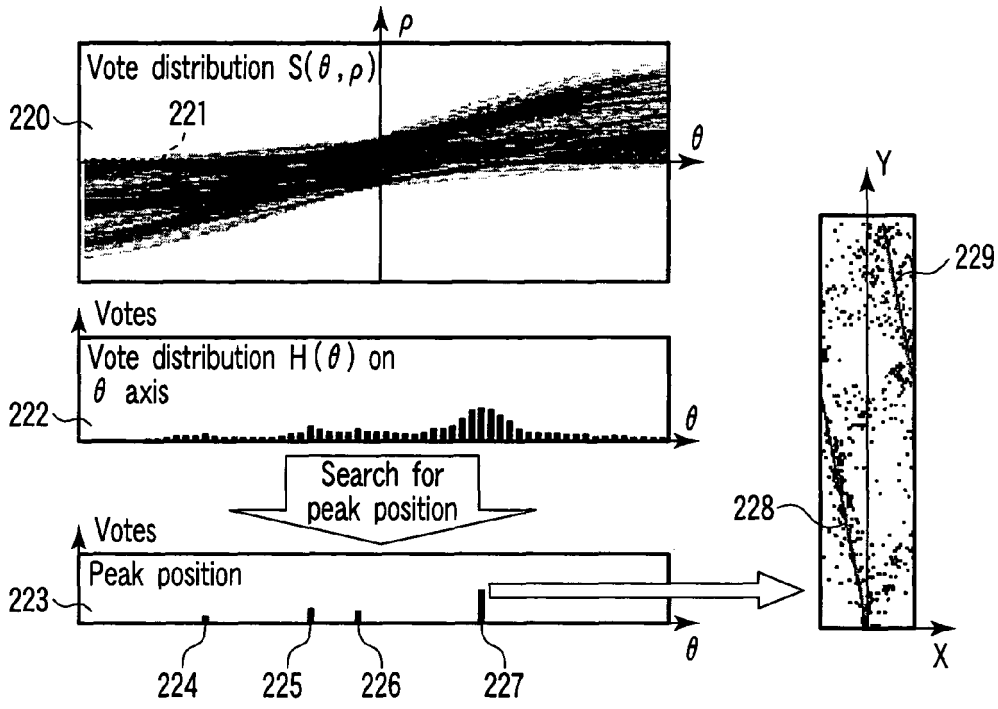 ρ
Vote distribution S(θ,ρ)
221
220
θ
Votes
Vote distribution H(θ) on
θ axis
222
θ
Search for
peak position
Votes
Peak position
223
θ
224
225
226
227
Y
229
228
X